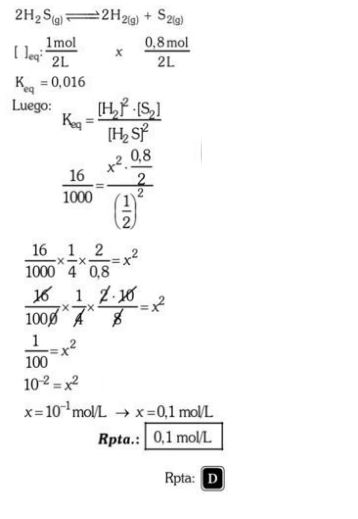 2H₂S(g) ⇌ 2H₂(g) + S₂(g)
[ ]eq: 1mol/2L x 0,8mol/2L
Keq = 0,016
Luego: Keq = [H₂]²·[S₂] / [H₂S]²
16/1000 = x²·0,8/2 / (1/2)²
16/1000 × 1/4 × 2/0,8 = x²
16/1000 × 1/4 × 2·10/8 = x²
1/100 = x²
10⁻² = x²
x = 10⁻¹ mol/L → x = 0,1 mol/L
Rpta.: 0,1 mol/L
Rpta: D